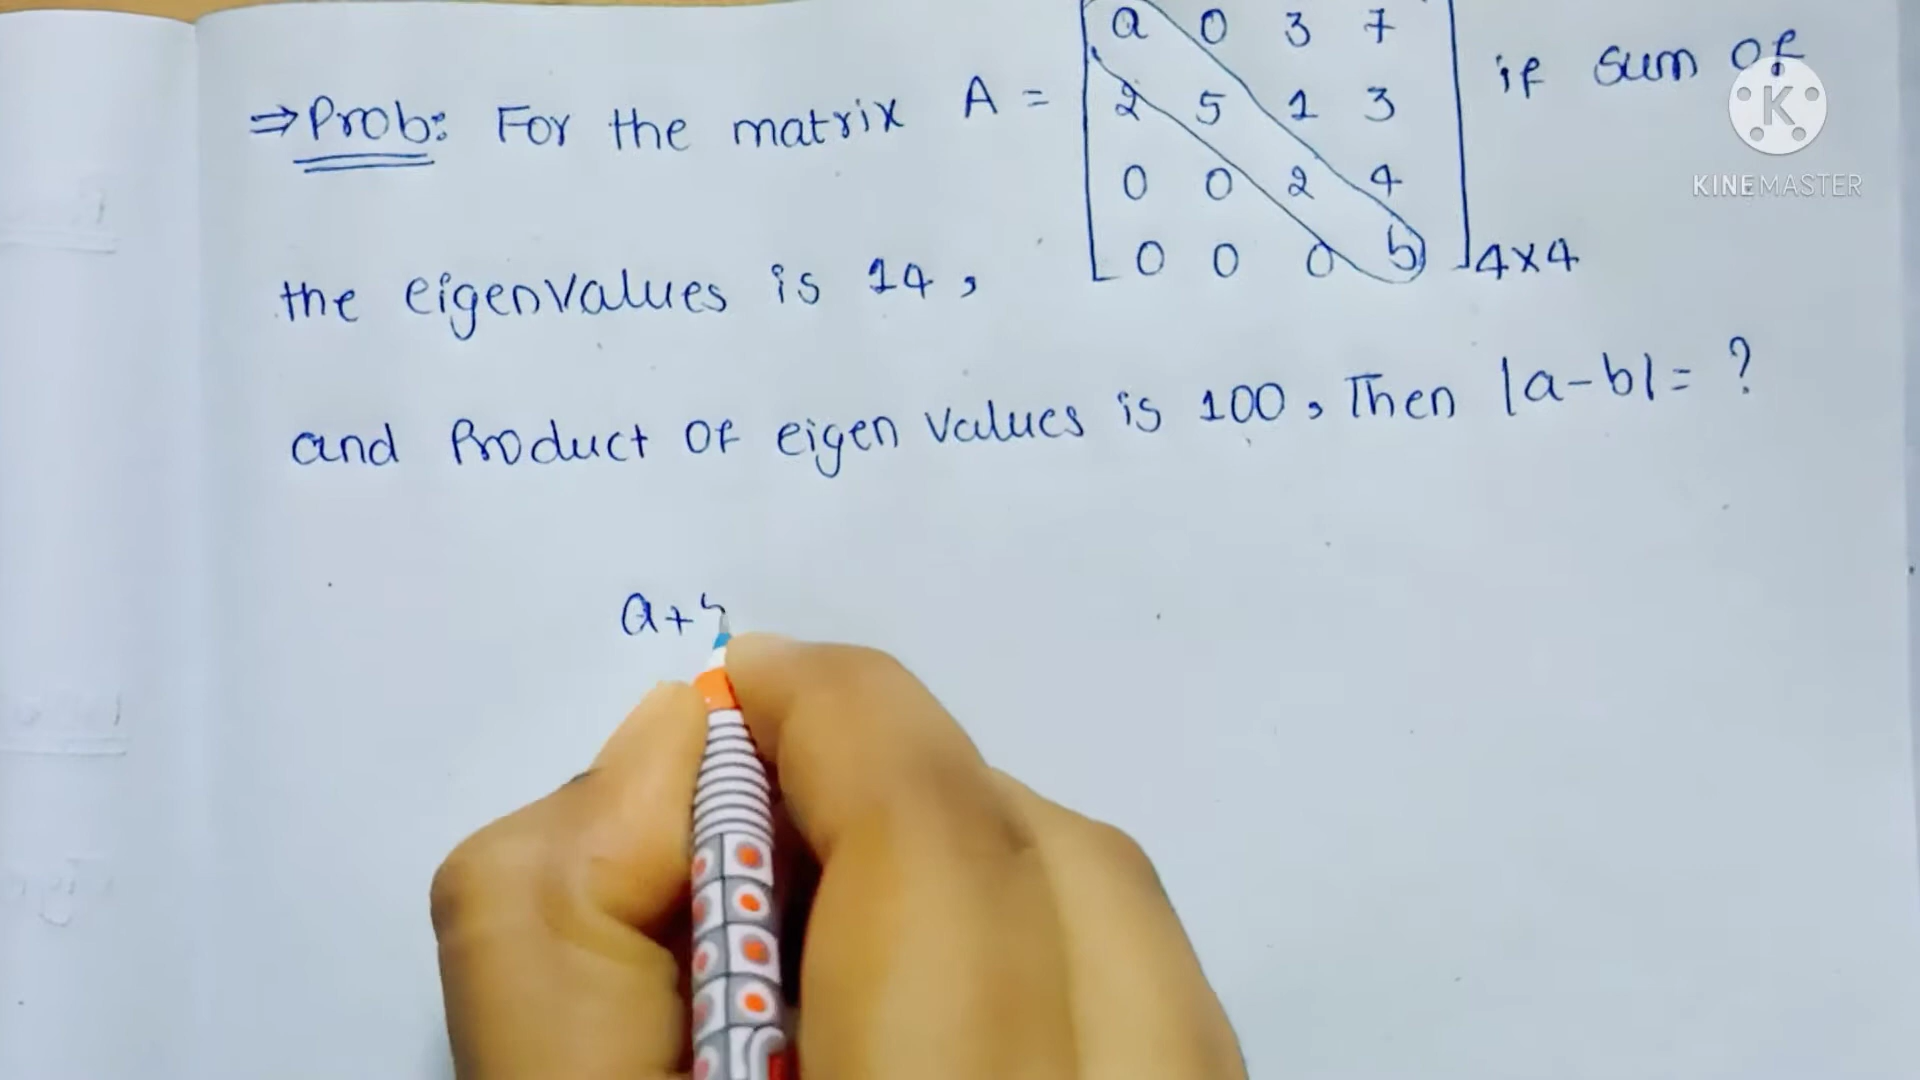 ⇒ Prob: For the matrix A = [ a 0 3 7 if sum of
2 5 1 3
0 0 2 4
0 0 0 b ] 4×4
the eigenvalues is 14,
and Product of eigen values is 100, Then |a-b| = ?
a+5
K
KINEMASTER